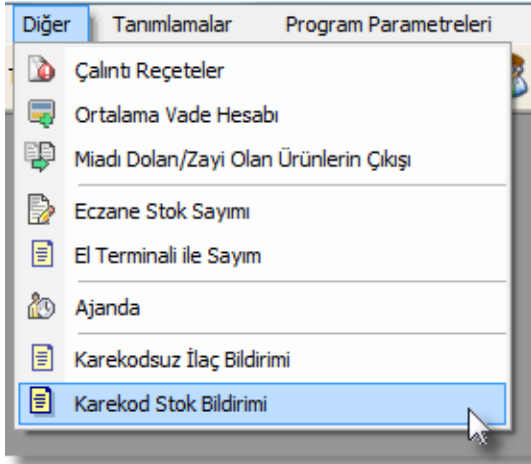 Diğer Tanımlamalar Program Parametreleri
Çalıntı Reçeteler
Ortalama Vade Hesabı
Miadı Dolan/Zayi Olan Ürünlerin Çıkışı
Eczane Stok Sayımı
El Terminali ile Sayım
Ajanda
Karekodsuz İlaç Bildirimi
Karekod Stok Bildirimi